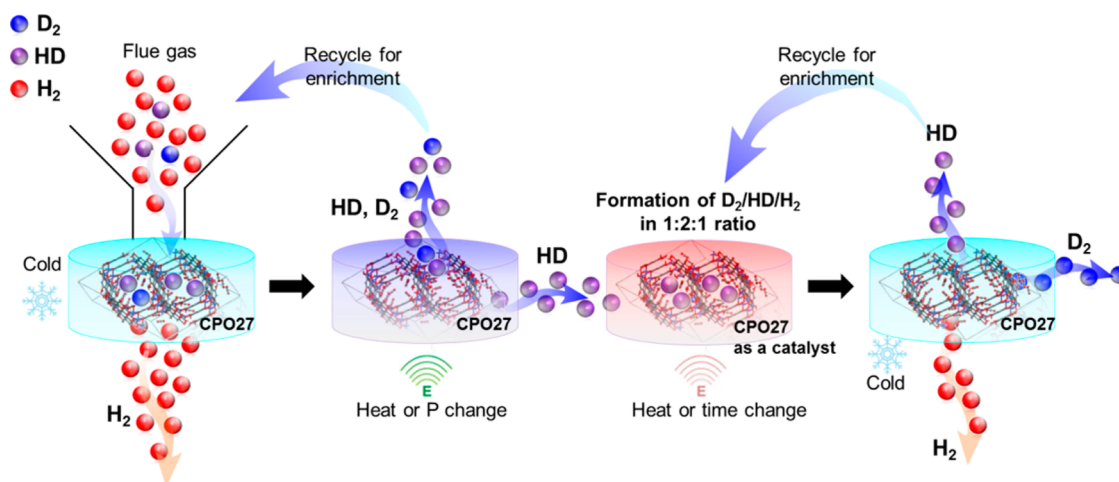 D₂
HD
H₂
Flue gas
Cold
CPO27
H₂
Recycle for
enrichment
HD, D₂
CPO27
E
Heat or P change
HD
Formation of D₂/HD/H₂
in 1:2:1 ratio
CPO27
as a catalyst
E
Heat or time change
Recycle for
enrichment
HD
D₂
CPO27
Cold
H₂